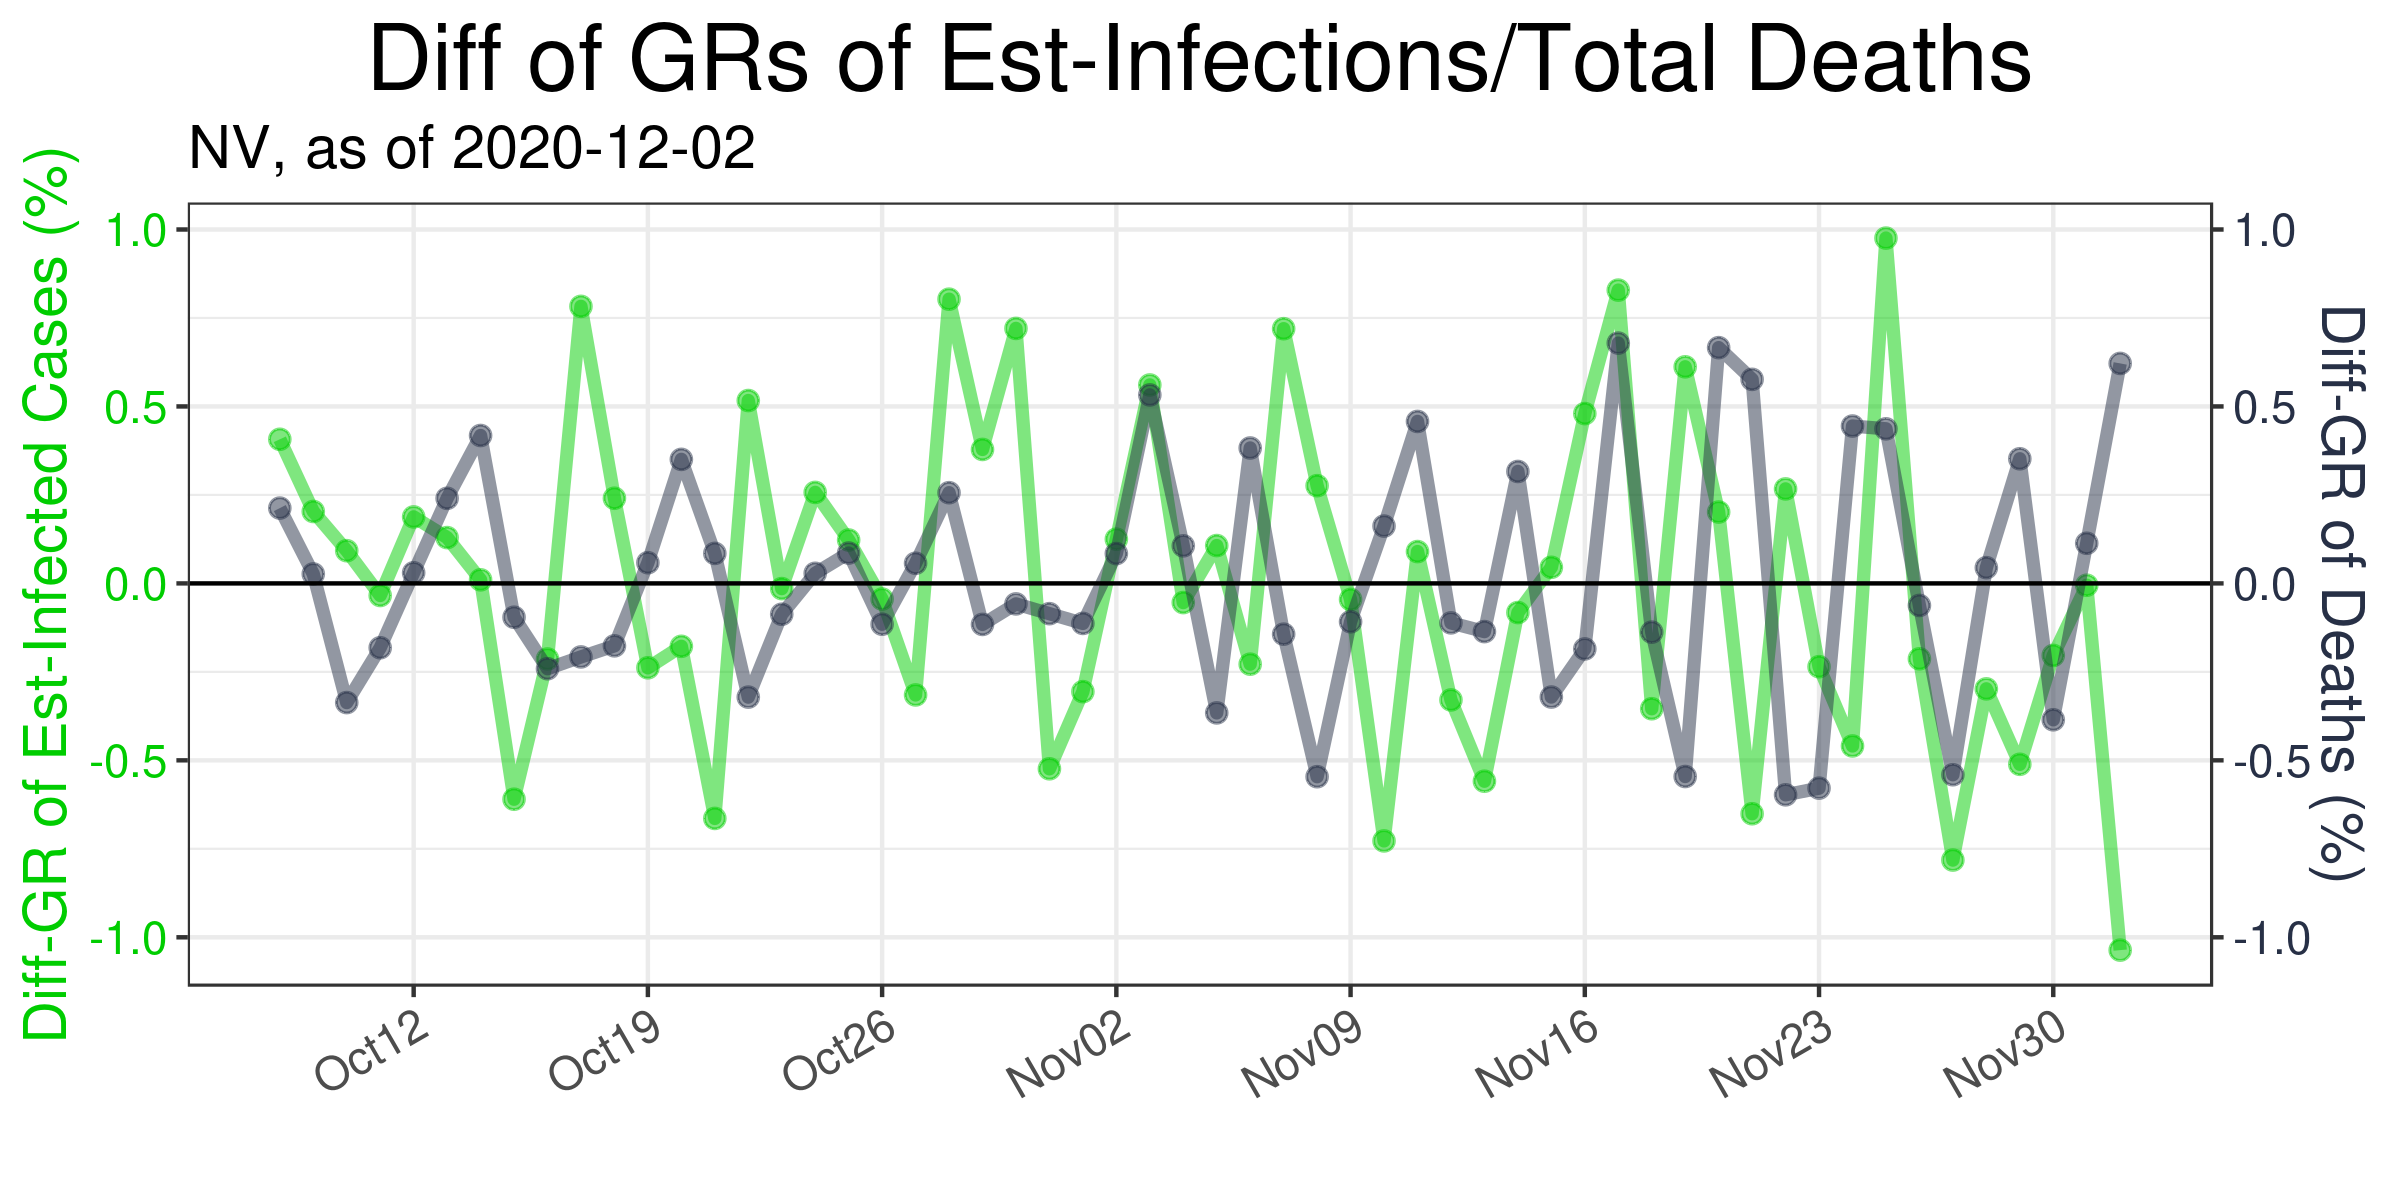 Diff of GRs of Est-Infections/Total Deaths
NV, as of 2020-12-02
Diff-GR of Est-Infected Cases (%)
1.0
0.5
0.0
-0.5
-1.0
1.0
0.5
0.0
-0.5
-1.0
Diff-GR of Deaths (%)
Oct12
Oct19
Oct26
Nov02
Nov09
Nov16
Nov23
Nov30